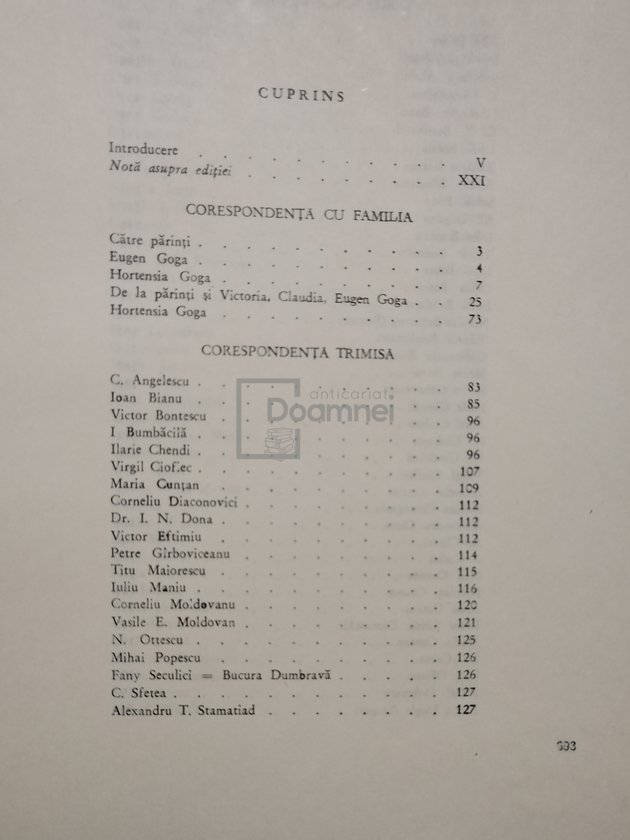 CUPRINS
Introducere . . . . . . . . . . V
Notă asupra ediției . . . . . . . . XXI
CORESPONDENȚĂ CU FAMILIA
Către părinți . . . . . . . . . . 3
Eugen Goga . . . . . . . . . . 4
Hortensia Goga . . . . . . . . . 7
De la părinți și Victoria, Claudia, Eugen Goga . . 25
Hortensia Goga . . . . . . . . . 73
CORESPONDENȚĂ TRIMISĂ
C. Angelescu . . . . . . . . . . 83
Ioan Bianu . . . . . . . . . . 85
Victor Bontescu . . . . . . . . . 96
I Bumbăcilă . . . . . . . . . . 96
Ilarie Chendi . . . . . . . . . . 96
Virgil Cioflec . . . . . . . . . . 107
Maria Cunțan . . . . . . . . . 109
Corneliu Diaconovici . . . . . . . . 112
Dr. I. N. Dona . . . . . . . . . 112
Victor Eftimiu . . . . . . . . . 112
Petre Gîrboviceanu . . . . . . . . 114
Titu Maiorescu . . . . . . . . . 115
Iuliu Maniu . . . . . . . . . . 116
Corneliu Moldovanu . . . . . . . . 120
Vasile E. Moldovan . . . . . . . . 121
N. Ottescu . . . . . . . . . . 125
Mihai Popescu . . . . . . . . . 126
Fany Seculici = Bucura Dumbravă . . . . . 126
C. Sfetea . . . . . . . . . . . 127
Alexandru T. Stamatiad . . . . . . . 127
anticariat
Doamnei
393